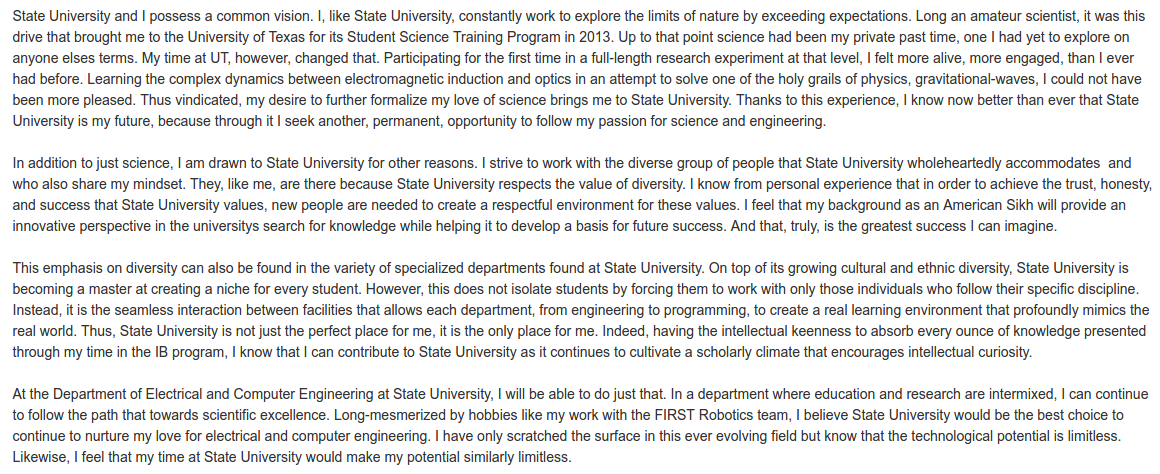 State University and I possess a common vision. I, like State University, constantly work to explore the limits of nature by exceeding expectations. Long an amateur scientist, it was this
drive that brought me to the University of Texas for its Student Science Training Program in 2013. Up to that point science had been my private past time, one I had yet to explore on
anyone elses terms. My time at UT, however, changed that. Participating for the first time in a full-length research experiment at that level, I felt more alive, more engaged, than I ever
had before. Learning the complex dynamics between electromagnetic induction and optics in an attempt to solve one of the holy grails of physics, gravitational-waves, I could not have
been more pleased. Thus vindicated, my desire to further formalize my love of science brings me to State University. Thanks to this experience, I know now better than ever that State
University is my future, because through it I seek another, permanent, opportunity to follow my passion for science and engineering.

In addition to just science, I am drawn to State University for other reasons. I strive to work with the diverse group of people that State University wholeheartedly accommodates  and
who also share my mindset. They, like me, are there because State University respects the value of diversity. I know from personal experience that in order to achieve the trust, honesty,
and success that State University values, new people are needed to create a respectful environment for these values. I feel that my background as an American Sikh will provide an
innovative perspective in the universitys search for knowledge while helping it to develop a basis for future success. And that, truly, is the greatest success I can imagine.

This emphasis on diversity can also be found in the variety of specialized departments found at State University. On top of its growing cultural and ethnic diversity, State University is
becoming a master at creating a niche for every student. However, this does not isolate students by forcing them to work with only those individuals who follow their specific discipline.
Instead, it is the seamless interaction between facilities that allows each department, from engineering to programming, to create a real learning environment that profoundly mimics the
real world. Thus, State University is not just the perfect place for me, it is the only place for me. Indeed, having the intellectual keenness to absorb every ounce of knowledge presented
through my time in the IB program, I know that I can contribute to State University as it continues to cultivate a scholarly climate that encourages intellectual curiosity.

At the Department of Electrical and Computer Engineering at State University, I will be able to do just that. In a department where education and research are intermixed, I can continue
to follow the path that towards scientific excellence. Long-mesmerized by hobbies like my work with the FIRST Robotics team, I believe State University would be the best choice to
continue to nurture my love for electrical and computer engineering. I have only scratched the surface in this ever evolving field but know that the technological potential is limitless.
Likewise, I feel that my time at State University would make my potential similarly limitless.